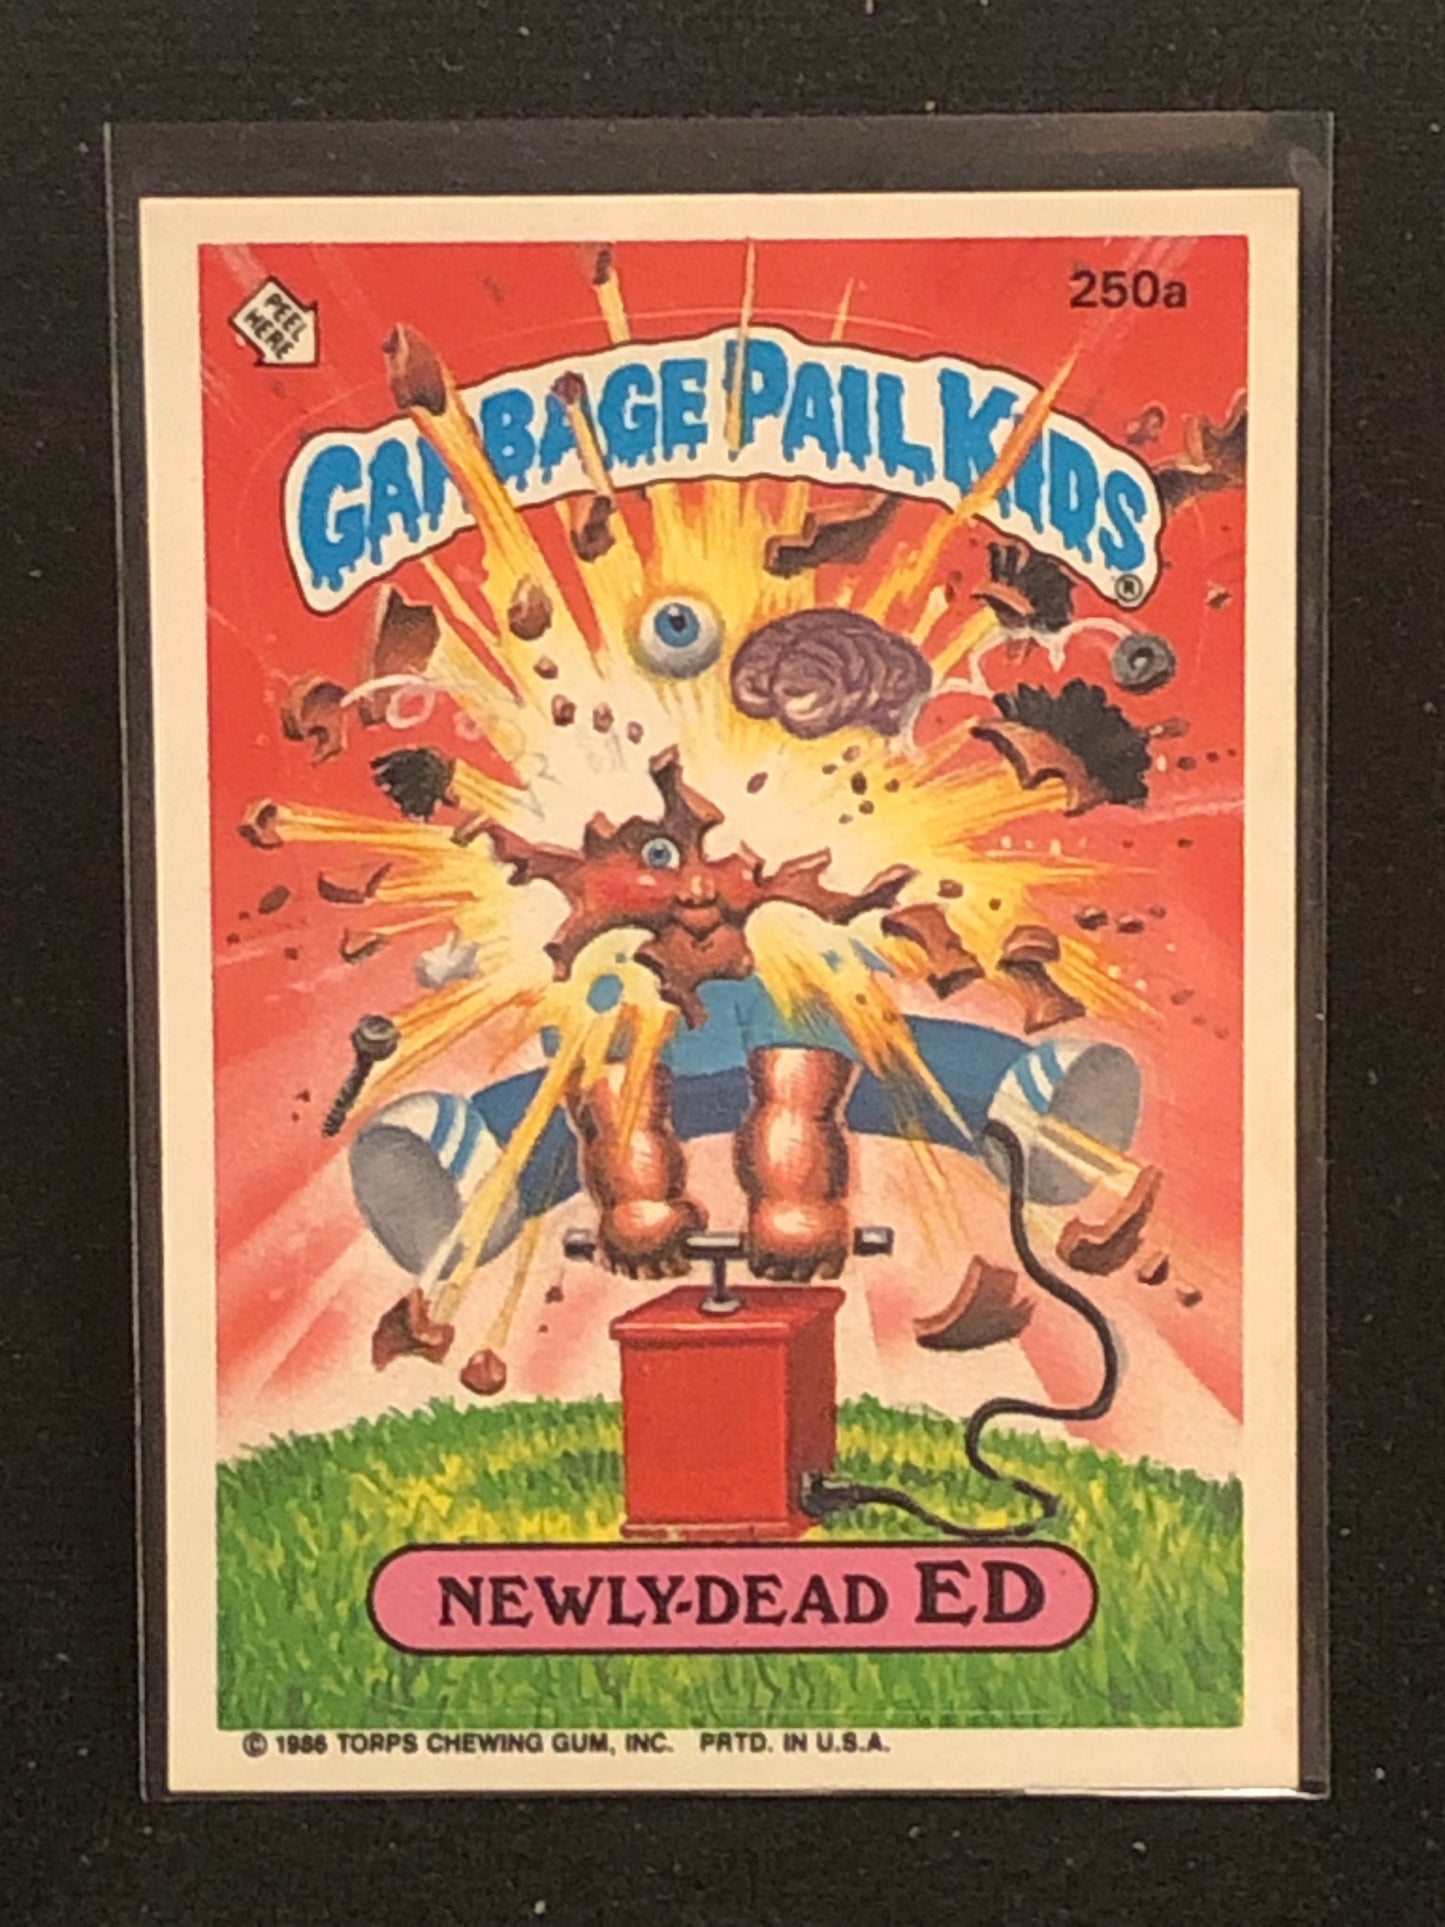 PEEL
HERE
250a
GARBAGE PAIL KIDS
®
NEWLY-DEAD ED
© 1986 TOPPS CHEWING GUM, INC. PRTD. IN U.S.A.